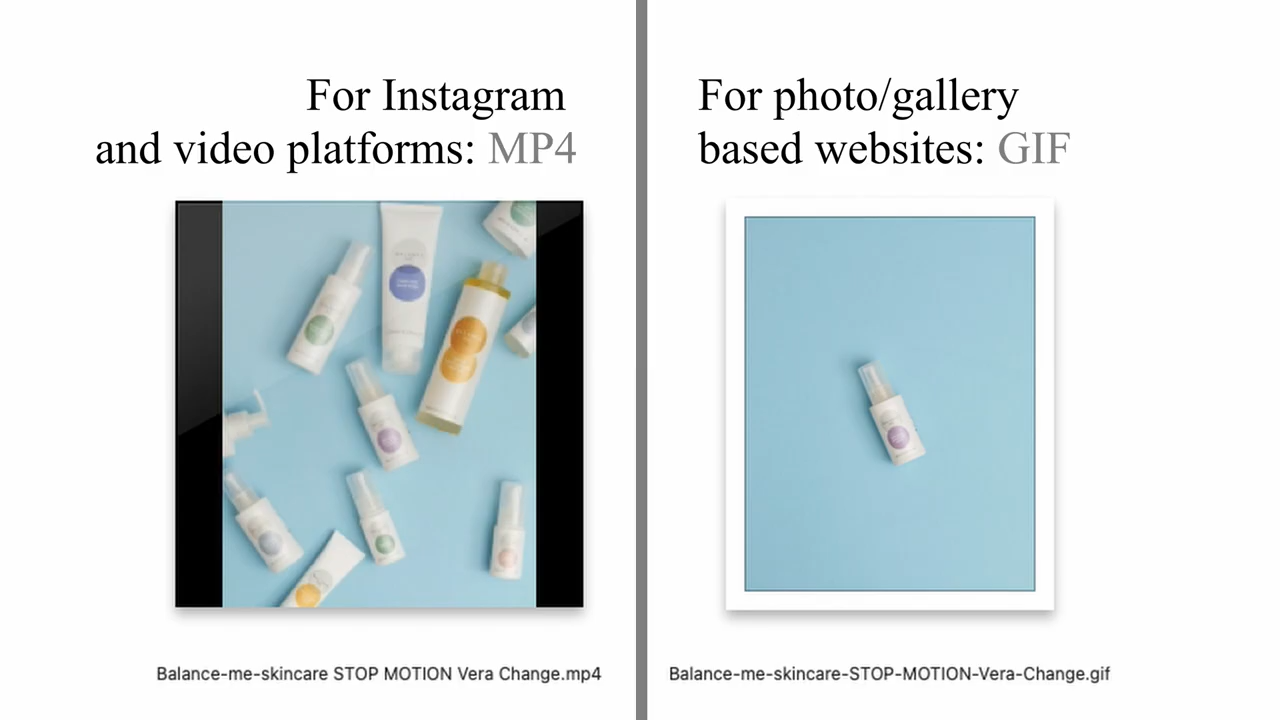 For Instagram
and video platforms: MP4
For photo/gallery
based websites: GIF
Balance-me-skincare STOP MOTION Vera Change.mp4
Balance-me-skincare-STOP-MOTION-Vera-Change.gif